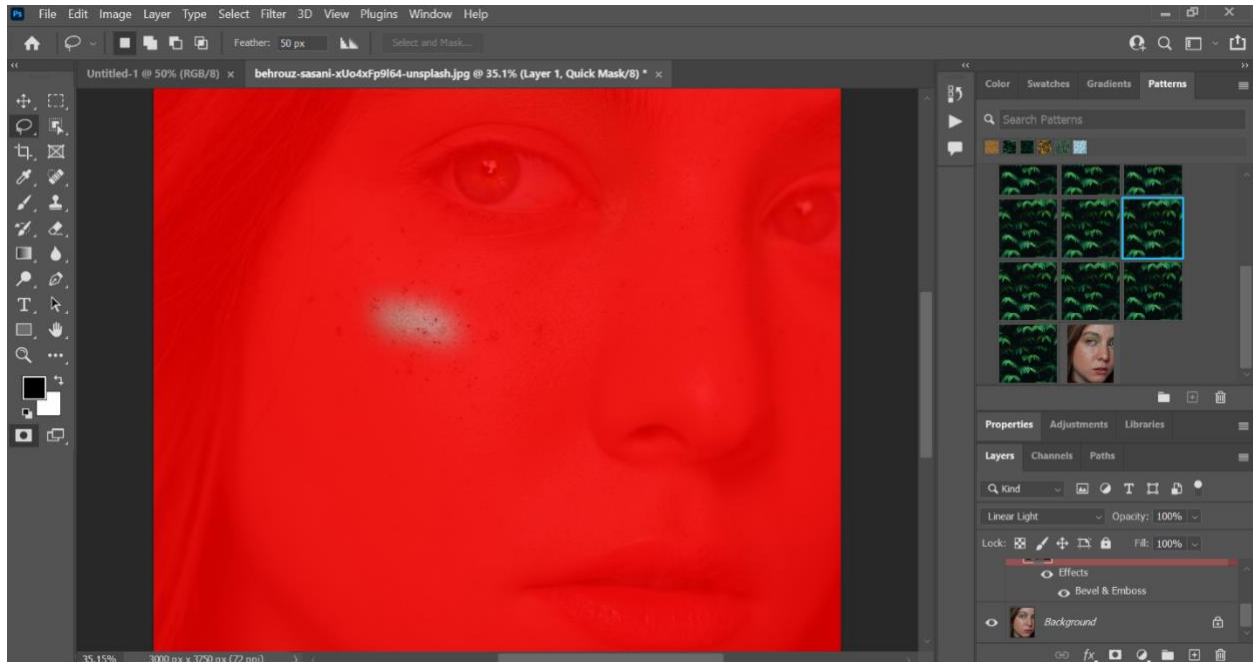 Ps File Edit Image Layer Type Select Filter 3D View Plugins Window Help
Feather: 50 px Select and Mask...
Untitled-1 @ 50% (RGB/8) × behrouz-sasani-xUo4xFp9l64-unsplash.jpg @ 35.1% (Layer 1, Quick Mask/8) * ×
Color Swatches Gradients Patterns
Search Patterns
Properties Adjustments Libraries
Layers Channels Paths
Kind
Linear Light Opacity: 100%
Lock: Fill: 100%
Effects
Bevel & Emboss
Background
35.15% 3000 px x 3750 px (72 ppi)
fx